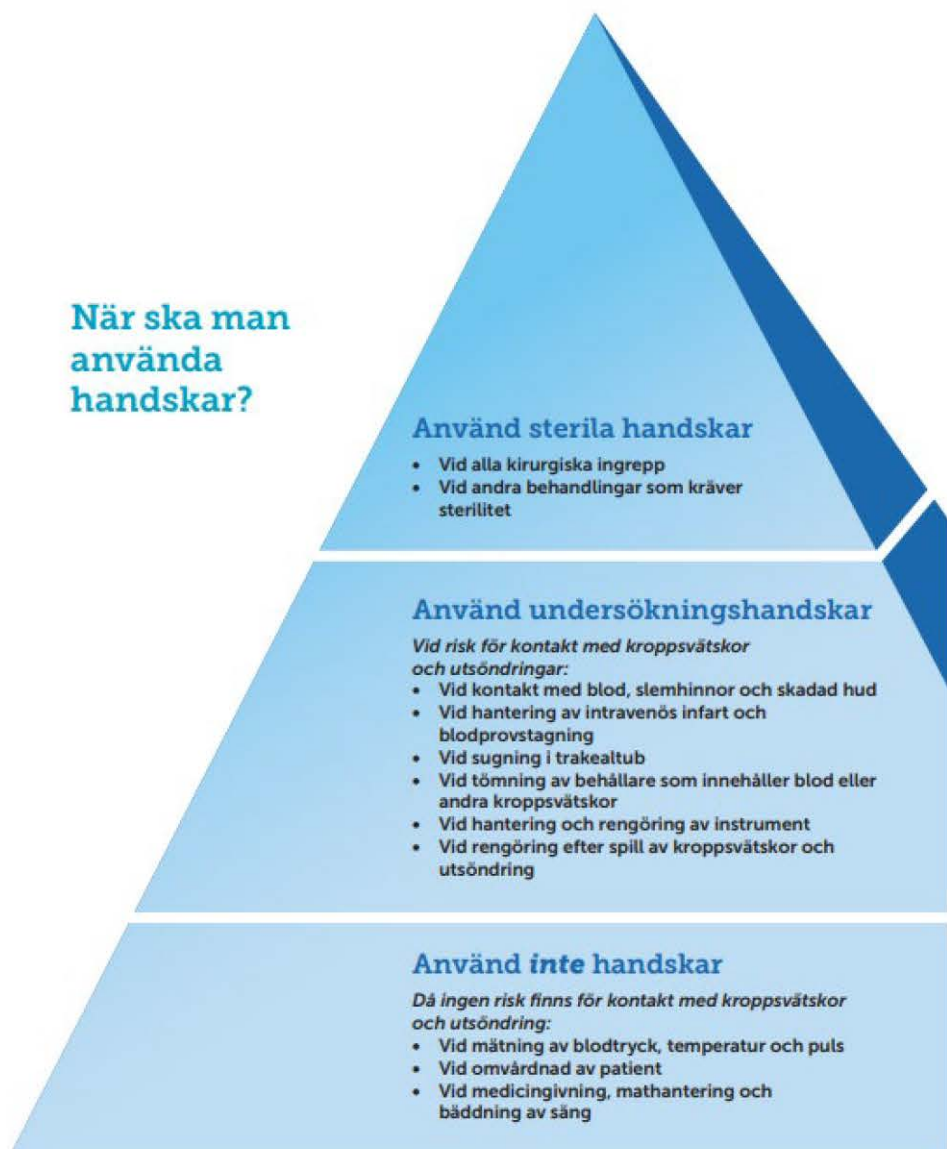 När ska man
använda
handskar?
Använd sterila handskar
• Vid alla kirurgiska ingrepp
• Vid andra behandlingar som kräver
sterilitet
Använd undersökningshandskar
Vid risk för kontakt med kroppsvätskor
och utsöndringar:
• Vid kontakt med blod, slemhinnor och skadad hud
• Vid hantering av intravenös infart och
blodprovstagning
• Vid sugning i trakealtub
• Vid tömning av behållare som innehåller blod eller
andra kroppsvätskor
• Vid hantering och rengöring av instrument
• Vid rengöring efter spill av kroppsvätskor och
utsöndring
Använd inte handskar
Då ingen risk finns för kontakt med kroppsvätskor
och utsöndring:
• Vid mätning av blodtryck, temperatur och puls
• Vid omvårdnad av patient
• Vid medicingivning, mathantering och
bäddning av säng